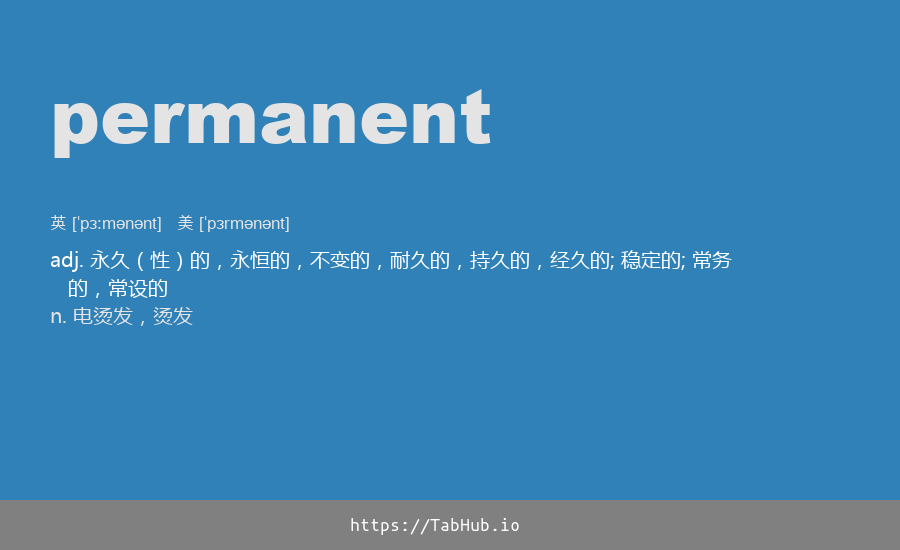 permanent
英 [ˈpɜːmənənt] 美 [ˈpɜrmənənt]
adj. 永久（性）的，永恒的，不变的，耐久的，持久的，经久的; 稳定的; 常务
的，常设的
n. 电烫发，烫发
https://TabHub.io